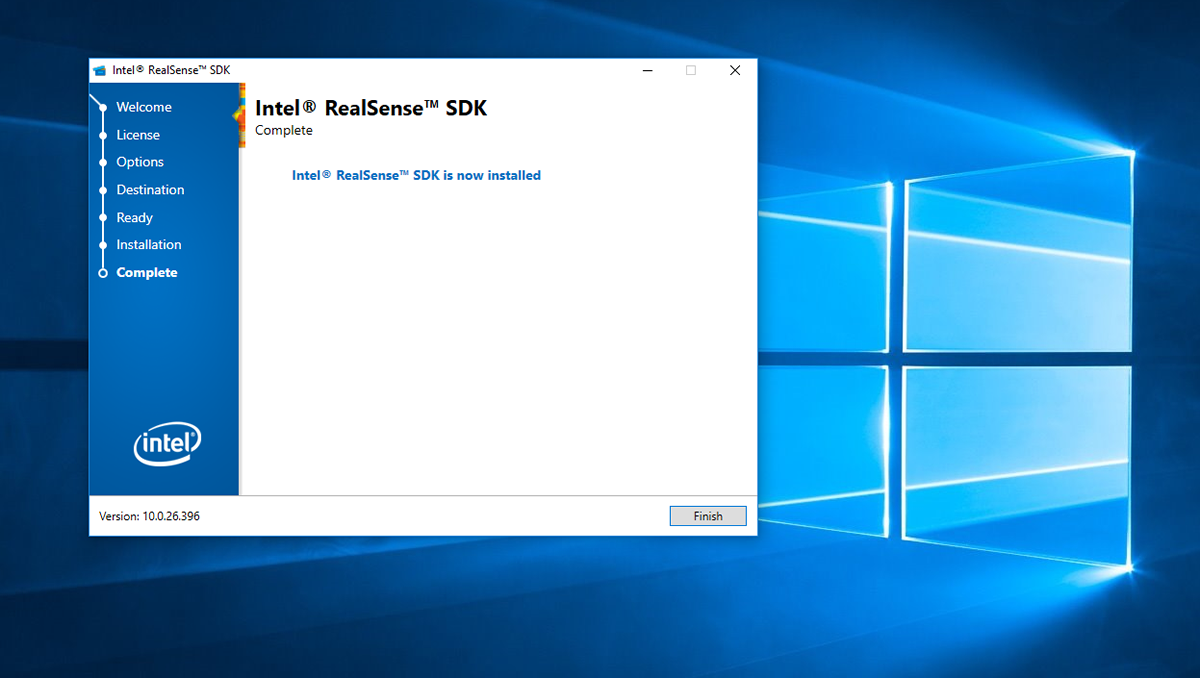 Intel® RealSense™ SDK
Welcome
License
Options
Destination
Ready
Installation
Complete
intel®
Intel® RealSense™ SDK
Complete
Intel® RealSense™ SDK is now installed
Version: 10.0.26.396
Finish